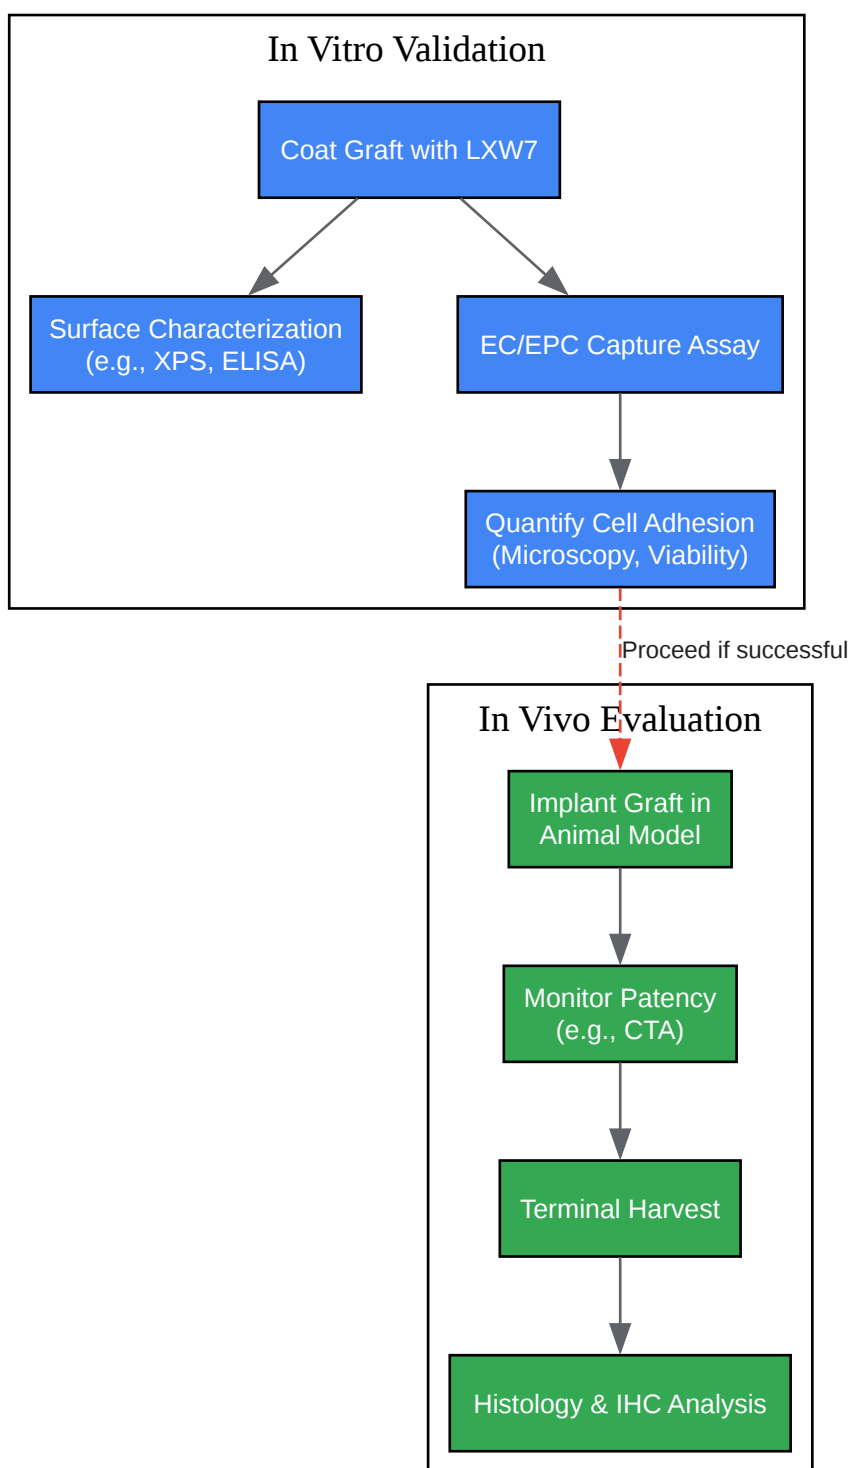 In Vitro Validation
Coat Graft with LXW7
Surface Characterization
(e.g., XPS, ELISA)
EC/EPC Capture Assay
Quantify Cell Adhesion
(Microscopy, Viability)
Proceed if successful
In Vivo Evaluation
Implant Graft in
Animal Model
Monitor Patency
(e.g., CTA)
Terminal Harvest
Histology & IHC Analysis